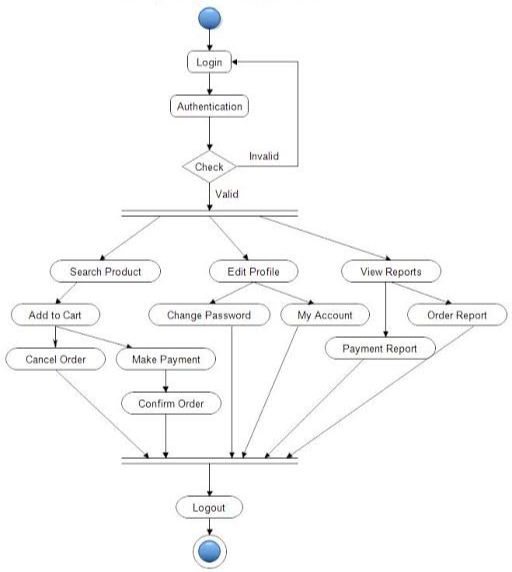 Login
Authentication
Invalid
Check
Valid
Search Product
Edit Profile
View Reports
Add to Cart
Change Password
My Account
Order Report
Cancel Order
Make Payment
Payment Report
Confirm Order
Logout